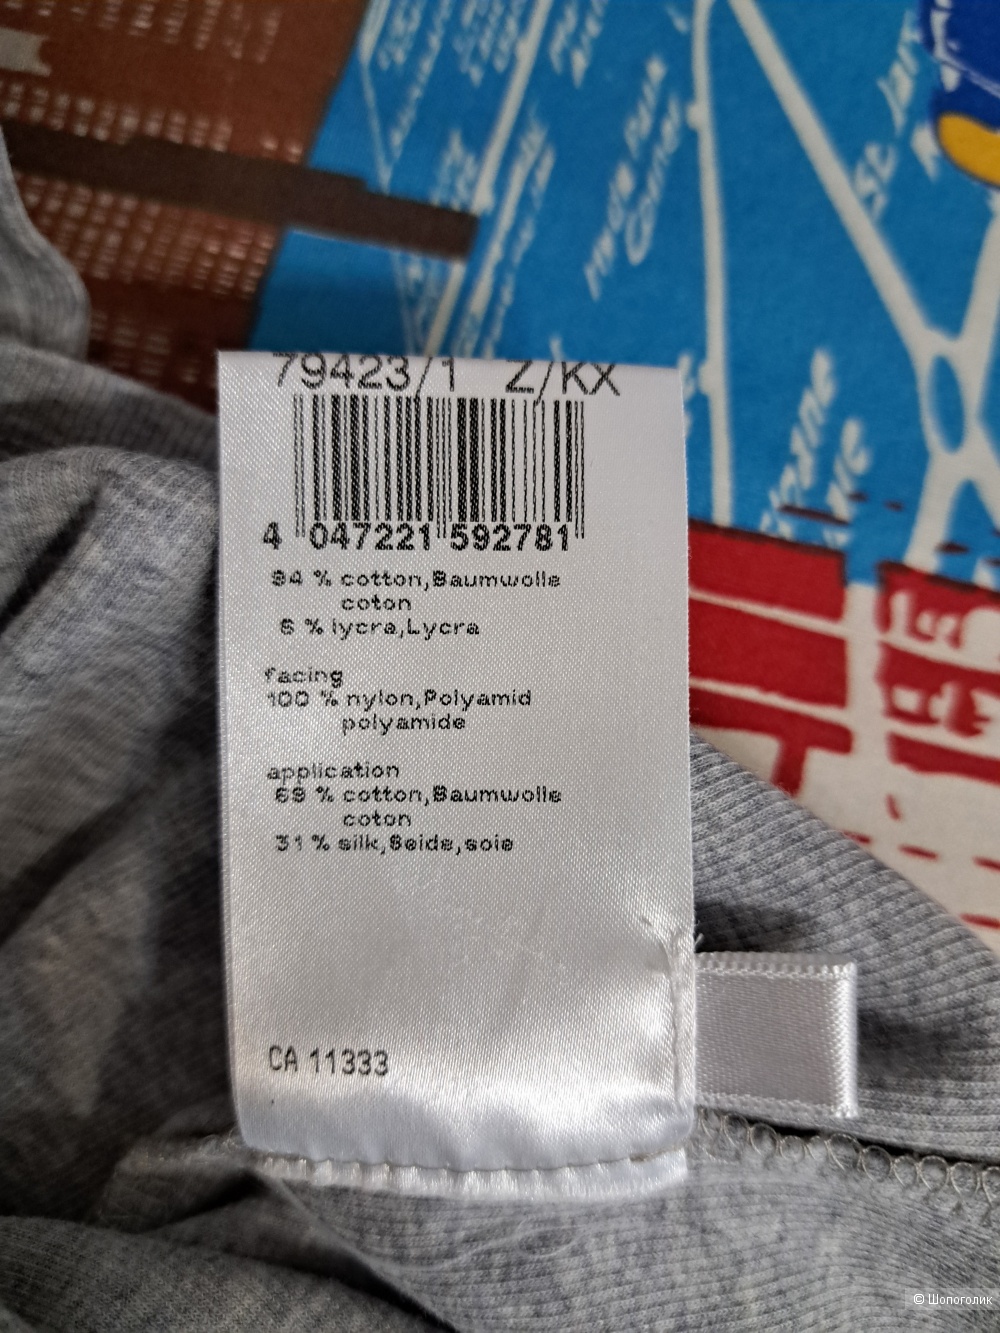 79423/1 Z/KX
4 047221 592781
94 % cotton,Baumwolle
coton
6 % lycra,Lycra
facing
100 % nylon,Polyamid
polyamide
application
69 % cotton,Baumwolle
coton
31 % silk,Seide,soie
CA 11333
© Шопоголик